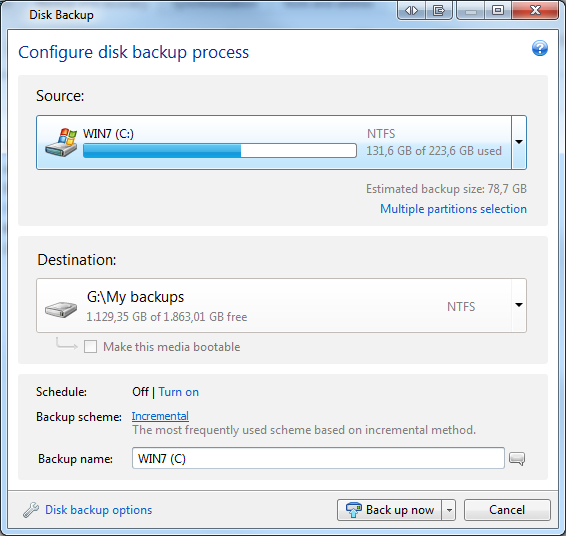 Disk Backup
Configure disk backup process
?
Source:
WIN7 (C:)
NTFS
131,6 GB of 223,6 GB used
Estimated backup size: 78,7 GB
Multiple partitions selection
Destination:
G:\My backups
1.129,35 GB of 1.863,01 GB free
NTFS
Make this media bootable
Schedule: Off | Turn on
Backup scheme: Incremental
The most frequently used scheme based on incremental method.
Backup name: WIN7 (C)
Disk backup options
Back up now
Cancel